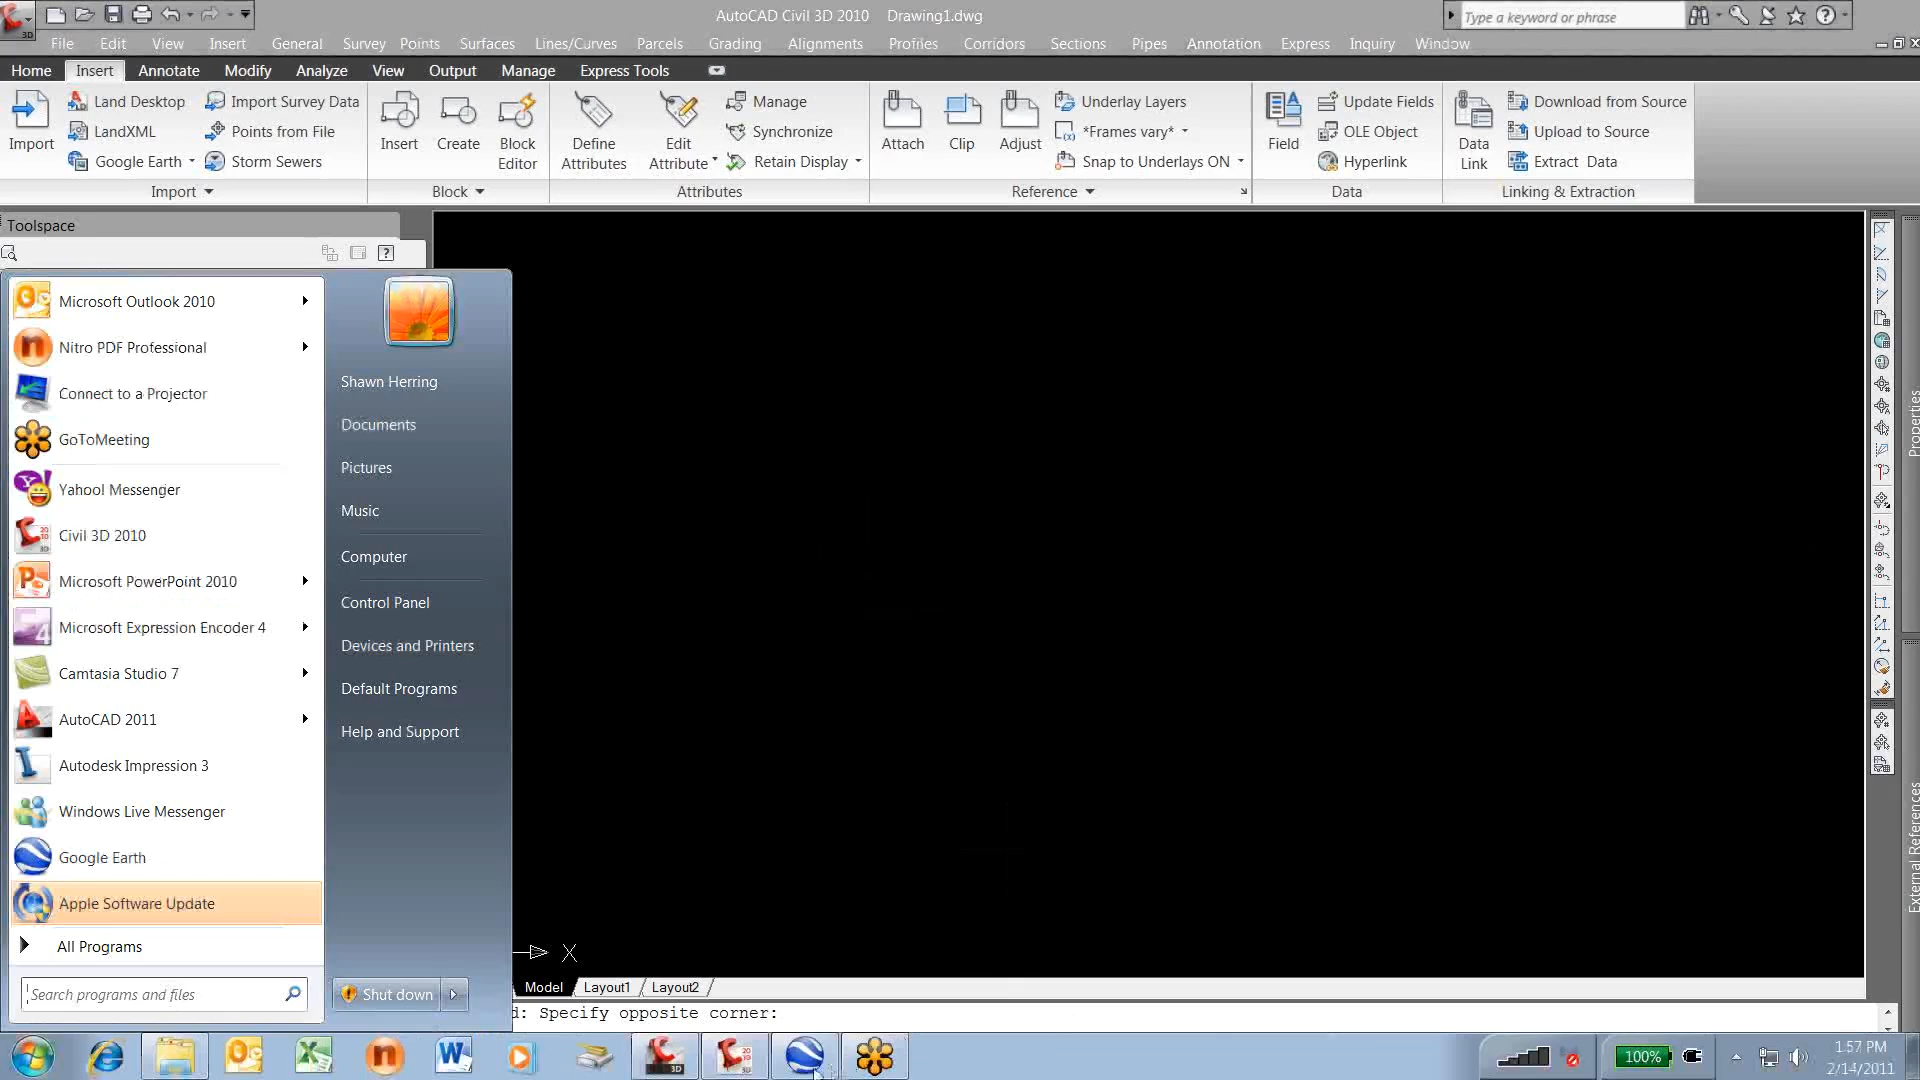 AutoCAD Civil 3D 2010 Drawing1.dwg
Type a keyword or phrase
File Edit View Insert General Survey Points Surfaces Lines/Curves Parcels Grading Alignments Profiles Corridors Sections Pipes Annotation Express Inquiry Window
Home Insert Annotate Modify Analyze View Output Manage Express Tools
Land Desktop Import Survey Data Manage Underlay Layers Update Fields Download from Source
Import LandXML Points from File Insert Create Block Editor Define Attributes Edit Attribute Synchronize Attach Clip Adjust *Frames vary* Field OLE Object Data Link Upload to Source
Google Earth Storm Sewers Retain Display Snap to Underlays ON Hyperlink Extract Data
Import Block Attributes Reference Data Linking & Extraction
Toolspace
Microsoft Outlook 2010
Nitro PDF Professional
Connect to a Projector
GoToMeeting
Yahoo! Messenger
Civil 3D 2010
Microsoft PowerPoint 2010
Microsoft Expression Encoder 4
Camtasia Studio 7
AutoCAD 2011
Autodesk Impression 3
Windows Live Messenger
Google Earth
Apple Software Update
All Programs
Search programs and files
Shawn Herring
Documents
Pictures
Music
Computer
Control Panel
Devices and Printers
Default Programs
Help and Support
Shut down
Properties
External References
X
Model Layout1 Layout2
d: Specify opposite corner:
100%
1:57 PM
2/14/2011